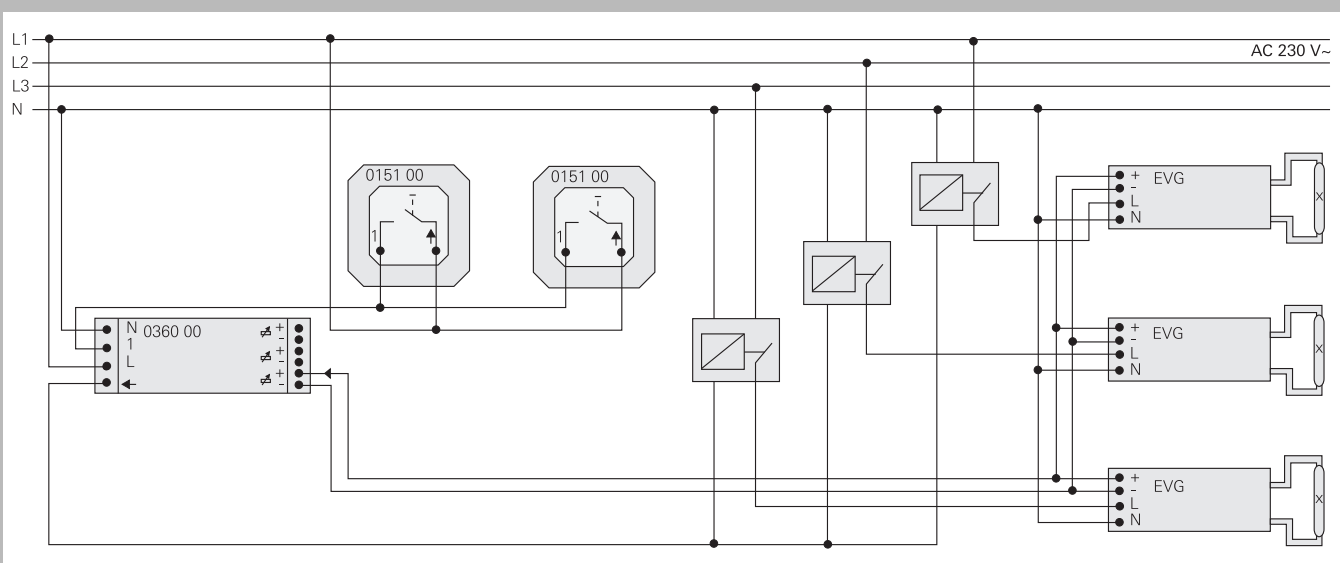 L1
AC 230 V~
L2
L3
N
0151 00
1
0151 00
1
+ EVG
-
L
N
N 0360 00
1
L
+
-
+
-
+
-
+ EVG
-
L
N
+ EVG
-
L
N
x
x
x